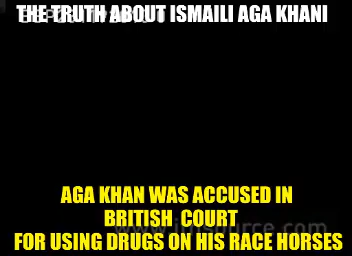 THE TRUTH ABOUT ISMAILI AGA KHANI
AGA KHAN WAS ACCUSED IN
BRITISH COURT
FOR USING DRUGS ON HIS RACE HORSES